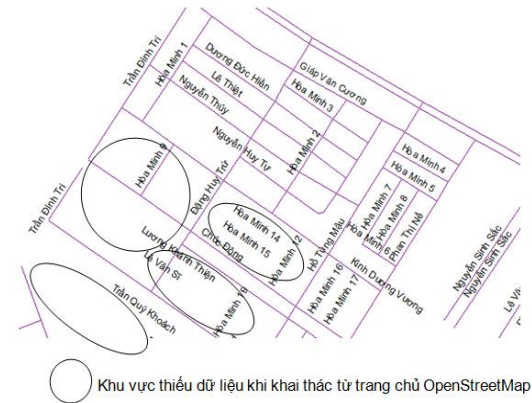 Trần Đình Tri
Hòa Minh 1
Dương Đức Hiền
Lê Thiệt
Nguyễn Thúy
Giáp Văn Cương
Hòa Minh 3
Hòa Minh 2
Nguyễn Huy Tự
Hòa Minh 4
Hòa Minh 5
Hòa Minh 9
Đặng Huy Trứ
Hòa Minh 7
Hòa Minh 8
Hòa Minh 6
Phan Thị Nể
Trần Đình Tri
Hòa Minh 14
Hòa Minh 15
Chúc Động
Hòa Minh 12
Hồ Tùng Mậu
Kinh Dương Vương
Nguyễn Sinh Sắc
Nguyễn Sinh Sắc
Lương Khánh Thiện
Lê Văn Sĩ
Hòa Minh 16
Hòa Minh 17
Hòa Minh 19
Trần Quý Khoách
Khu vực thiếu dữ liệu khi khai thác từ trang chủ OpenStreetMap